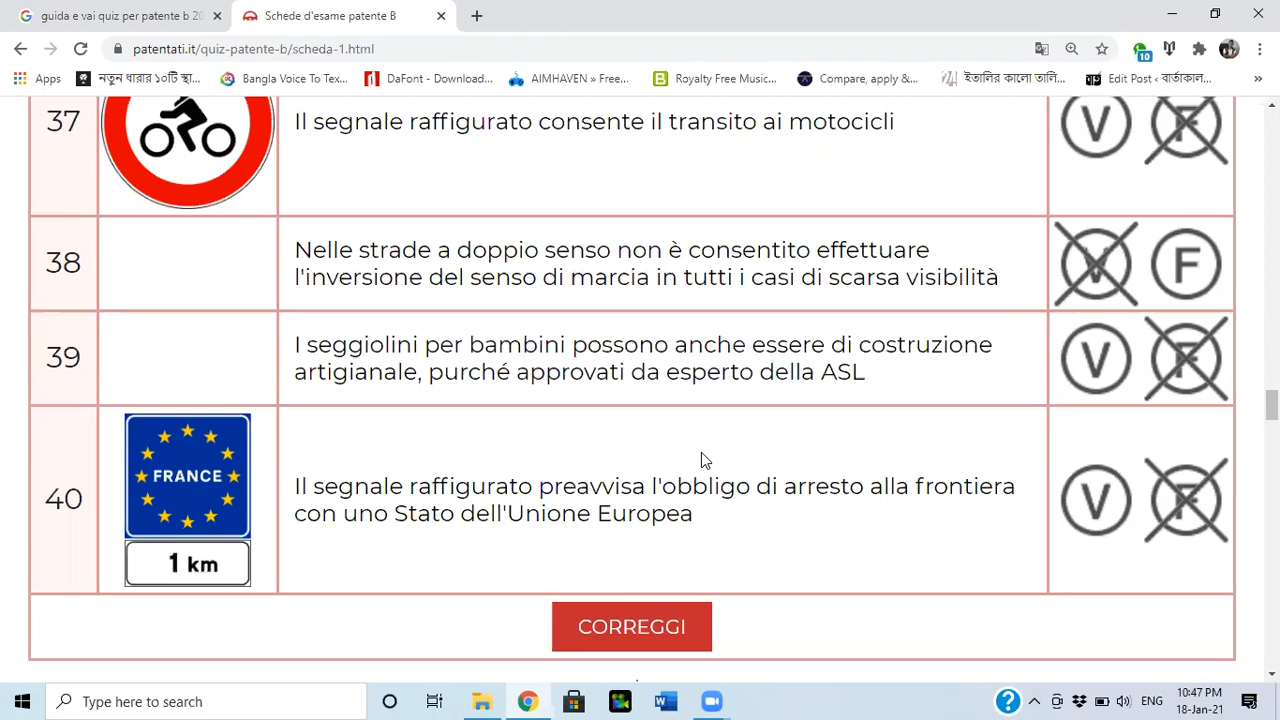 guida e vai quiz per patente b 20
Schede d'esame patente B
patentati.it/quiz-patente-b/scheda-1.html
10
Apps
নতুন ধারার ১০টি স্থা...
Bangla Voice To Tex...
DaFont - Download...
AIMHAVEN » Free...
Royalty Free Music...
Compare, apply &...
ইতালির কালো তালি...
Edit Post ‹ বার্তাকাল...
»
37
Il segnale raffigurato consente il transito ai motocicli
V F
38
Nelle strade a doppio senso non è consentito effettuare
l'inversione del senso di marcia in tutti i casi di scarsa visibilità
V F
39
I seggiolini per bambini possono anche essere di costruzione
artigianale, purché approvati da esperto della ASL
V F
40
FRANCE
1 km
Il segnale raffigurato preavvisa l'obbligo di arresto alla frontiera
con uno Stato dell'Unione Europea
V F
CORREGGI
Type here to search
ENG
10:47 PM
18-Jan-21